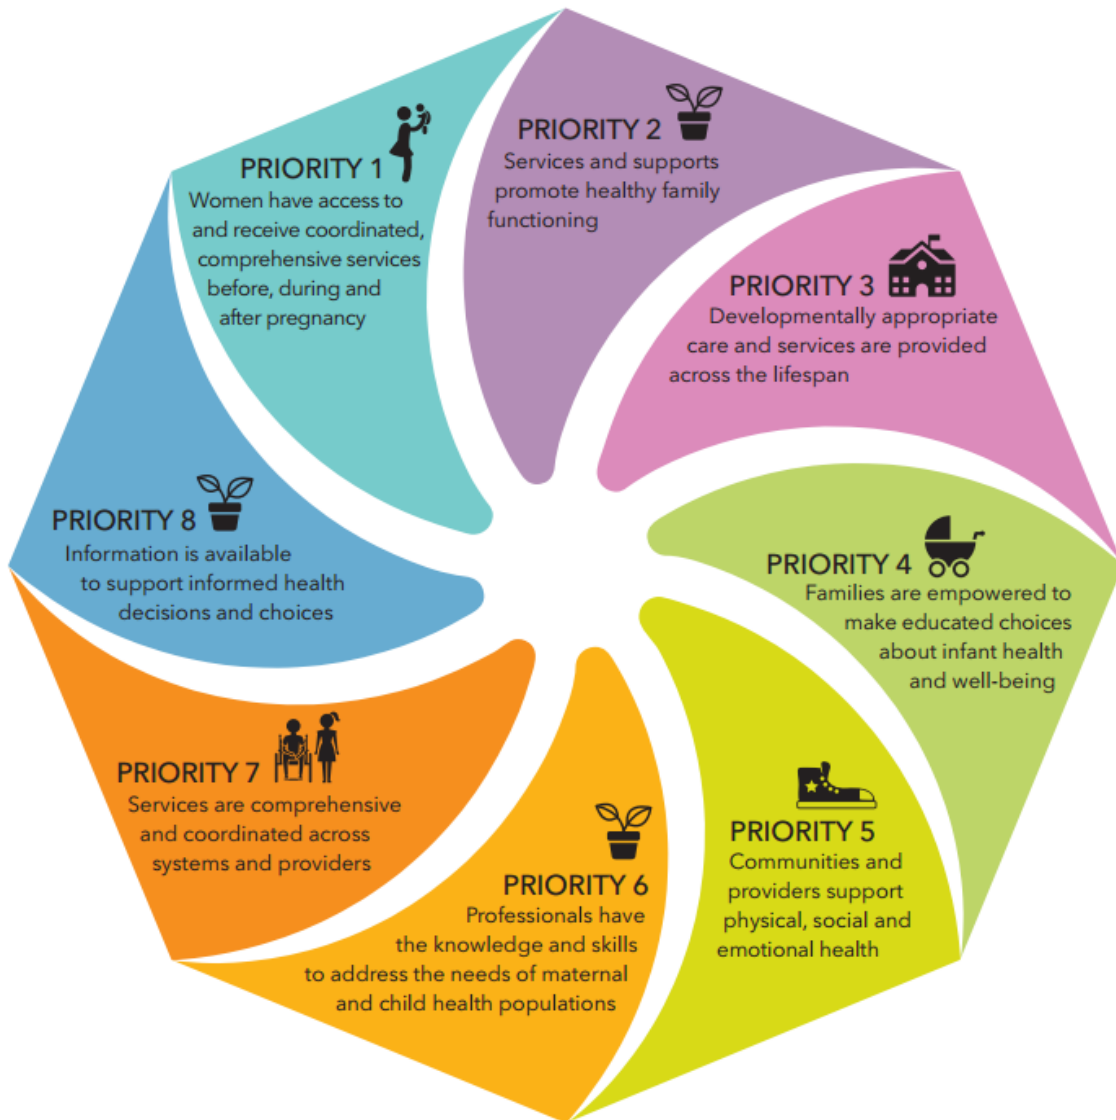 PRIORITY 1
Women have access to
and receive coordinated,
comprehensive services
before, during and
after pregnancy
PRIORITY 2
Services and supports
promote healthy family
functioning
PRIORITY 3
Developmentally appropriate
care and services are provided
across the lifespan
PRIORITY 4
Families are empowered to
make educated choices
about infant health
and well-being
PRIORITY 5
Communities and
providers support
physical, social and
emotional health
PRIORITY 6
Professionals have
the knowledge and skills
to address the needs of maternal
and child health populations
PRIORITY 7
Services are comprehensive
and coordinated across
systems and providers
PRIORITY 8
Information is available
to support informed health
decisions and choices